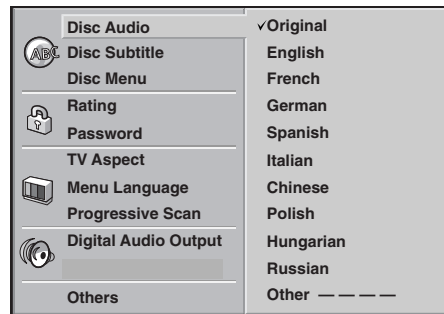 Disc Audio
ABC Disc Subtitle
Disc Menu
Rating
Password
TV Aspect
Menu Language
Progressive Scan
Digital Audio Output
Others
✓Original
English
French
German
Spanish
Italian
Chinese
Polish
Hungarian
Russian
Other — — — —